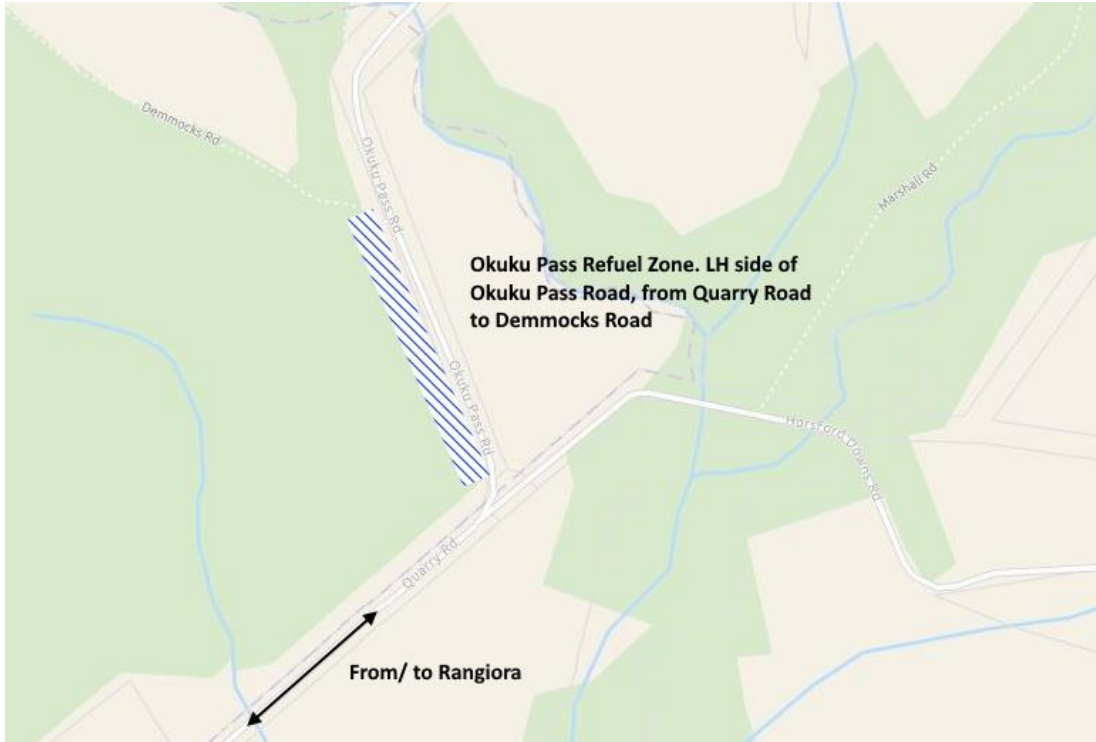 Demmocks Rd
Okuku Pass Rd
Marshall Rd
Okuku Pass Refuel Zone. LH side of
Okuku Pass Road, from Quarry Road
to Demmocks Road
Okuku Pass Rd
Horsford Downs Rd
Quarry Rd
From/ to Rangiora